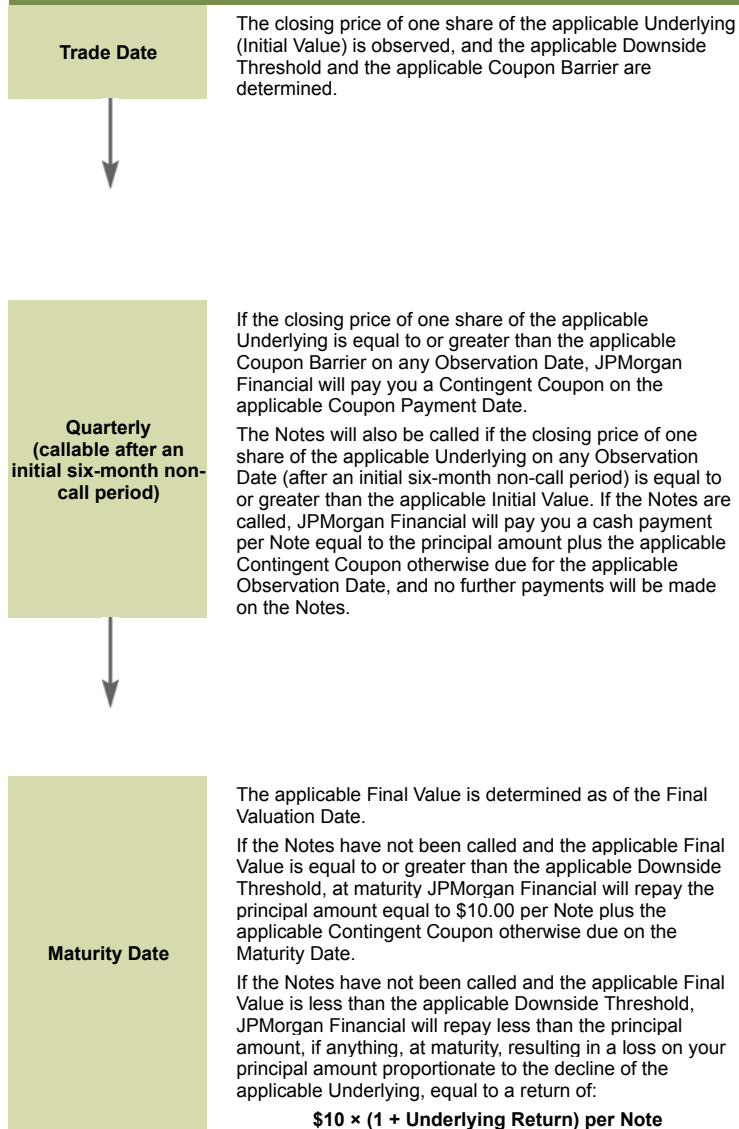 Trade Date
The closing price of one share of the applicable Underlying
(Initial Value) is observed, and the applicable Downside
Threshold and the applicable Coupon Barrier are
determined.
Quarterly
(callable after an
initial six-month non-
call period)
If the closing price of one share of the applicable
Underlying is equal to or greater than the applicable
Coupon Barrier on any Observation Date, JPMorgan
Financial will pay you a Contingent Coupon on the
applicable Coupon Payment Date.
The Notes will also be called if the closing price of one
share of the applicable Underlying on any Observation
Date (after an initial six-month non-call period) is equal to
or greater than the applicable Initial Value. If the Notes are
called, JPMorgan Financial will pay you a cash payment
per Note equal to the principal amount plus the applicable
Contingent Coupon otherwise due for the applicable
Observation Date, and no further payments will be made
on the Notes.
Maturity Date
The applicable Final Value is determined as of the Final
Valuation Date.
If the Notes have not been called and the applicable Final
Value is equal to or greater than the applicable Downside
Threshold, at maturity JPMorgan Financial will repay the
principal amount equal to $10.00 per Note plus the
applicable Contingent Coupon otherwise due on the
Maturity Date.
If the Notes have not been called and the applicable Final
Value is less than the applicable Downside Threshold,
JPMorgan Financial will repay less than the principal
amount, if anything, at maturity, resulting in a loss on your
principal amount proportionate to the decline of the
applicable Underlying, equal to a return of:
$10 × (1 + Underlying Return) per Note